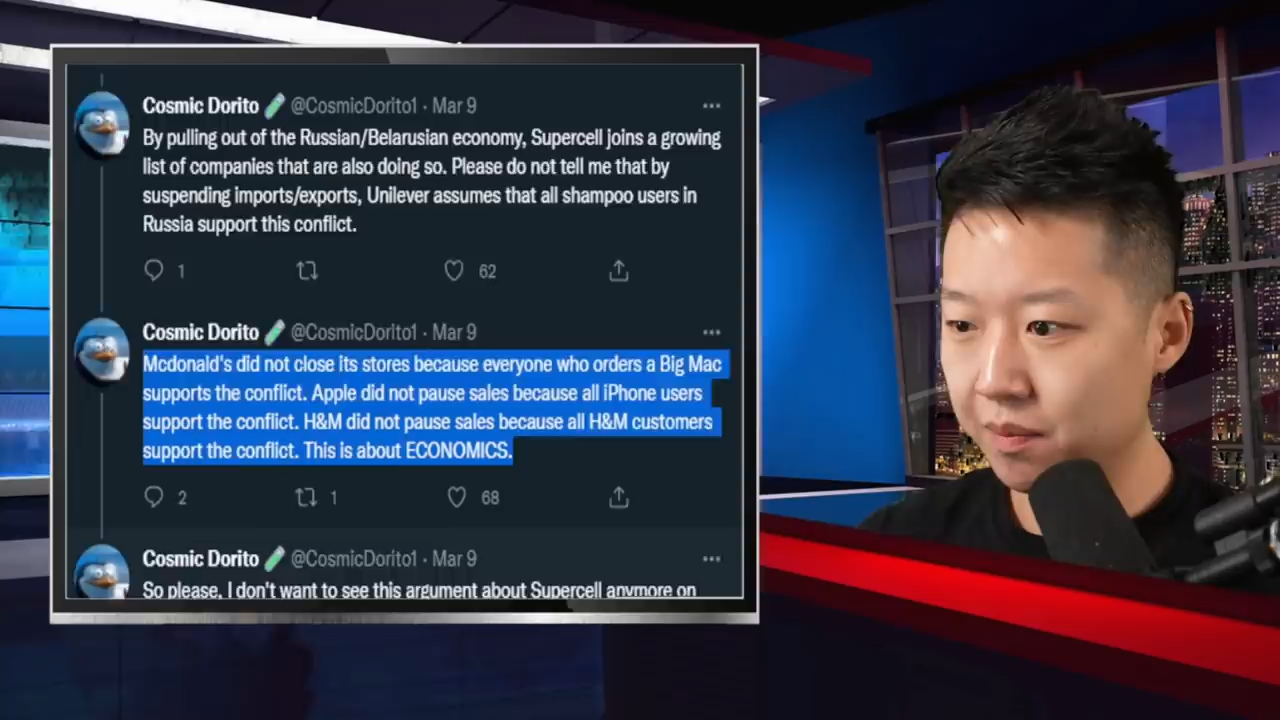 Cosmic Dorito @CosmicDorito1 · Mar 9
By pulling out of the Russian/Belarusian economy, Supercell joins a growing
list of companies that are also doing so. Please do not tell me that by
suspending imports/exports, Unilever assumes that all shampoo users in
Russia support this conflict.
1 62
Cosmic Dorito @CosmicDorito1 · Mar 9
Mcdonald's did not close its stores because everyone who orders a Big Mac
supports the conflict. Apple did not pause sales because all iPhone users
support the conflict. H&M did not pause sales because all H&M customers
support the conflict. This is about ECONOMICS.
2 1 68
Cosmic Dorito @CosmicDorito1 · Mar 9
So please, I don't want to see this argument about Supercell anymore on